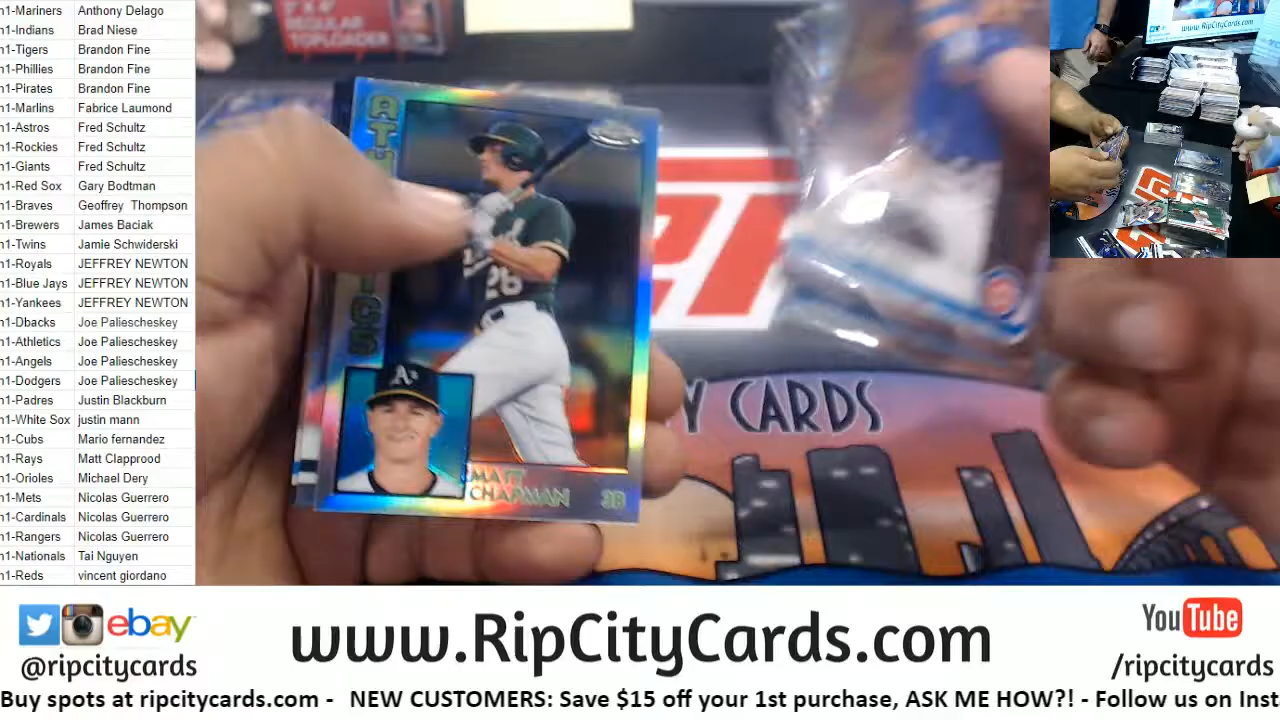 n1-Mariners Anthony Delago
n1-Indians Brad Niese
n1-Tigers Brandon Fine
n1-Phillies Brandon Fine
n1-Pirates Brandon Fine
n1-Marlins Fabrice Laumond
n1-Astros Fred Schultz
n1-Rockies Fred Schultz
n1-Giants Fred Schultz
n1-Red Sox Gary Bodtman
n1-Braves Geoffrey Thompson
n1-Brewers James Baciak
n1-Twins Jamie Schwiderski
n1-Royals JEFFREY NEWTON
n1-Blue Jays JEFFREY NEWTON
n1-Yankees JEFFREY NEWTON
n1-Dbacks Joe Paliescheskey
n1-Athletics Joe Paliescheskey
n1-Angels Joe Paliescheskey
n1-Dodgers Joe Paliescheskey
n1-Padres Justin Blackburn
n1-White Sox justin mann
n1-Cubs Mario fernandez
n1-Rays Matt Clapprood
n1-Orioles Michael Dery
n1-Mets Nicolas Guerrero
n1-Cardinals Nicolas Guerrero
n1-Rangers Nicolas Guerrero
n1-Nationals Tai Nguyen
n1-Reds vincent giordano
3" X 4"
REGULAR
TOPLOADER
26
A's
MATT
CHAPMAN 3B
Y CARDS
www.RipCityCards.com
ebay
@ripcitycards
www.RipCityCards.com
YouTube
/ripcitycards
Buy spots at ripcitycards.com - NEW CUSTOMERS: Save $15 off your 1st purchase, ASK ME HOW?! - Follow us on Inst